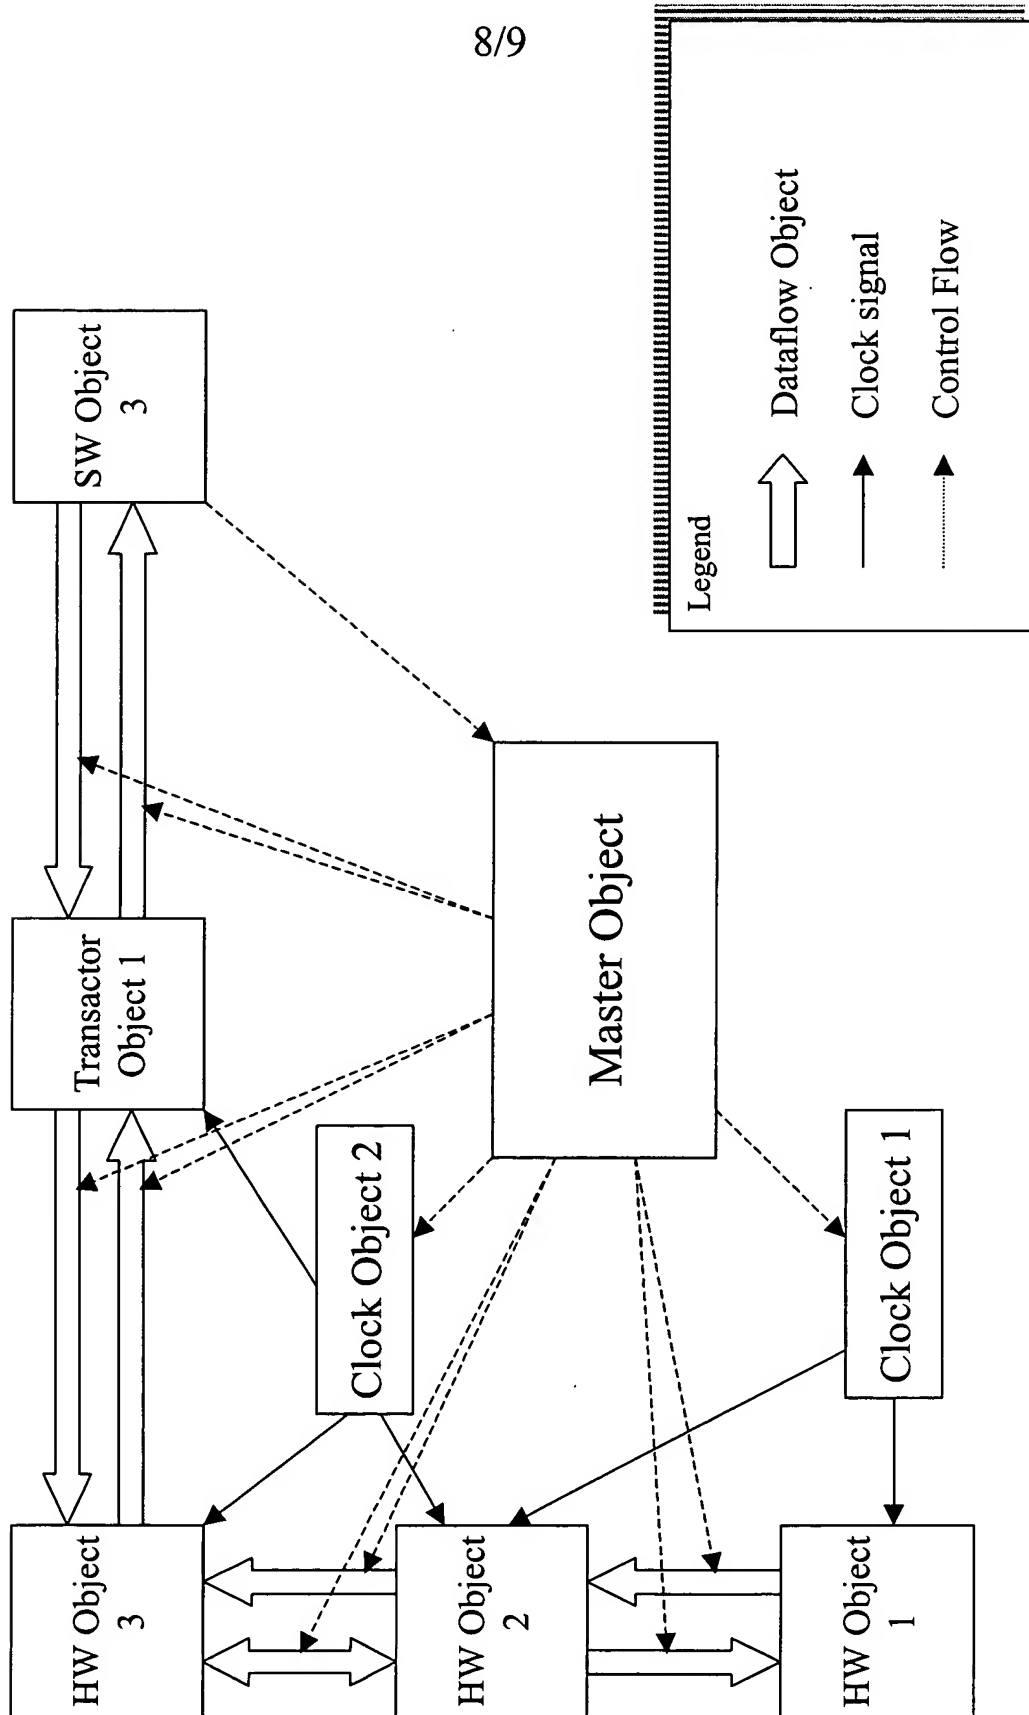 8/9
HW Object
3
Transactor
Object 1
SW Object
3
Clock Object 2
HW Object
2
Master Object
HW Object
1
Clock Object 1
Legend
Dataflow Object
Clock signal
Control Flow